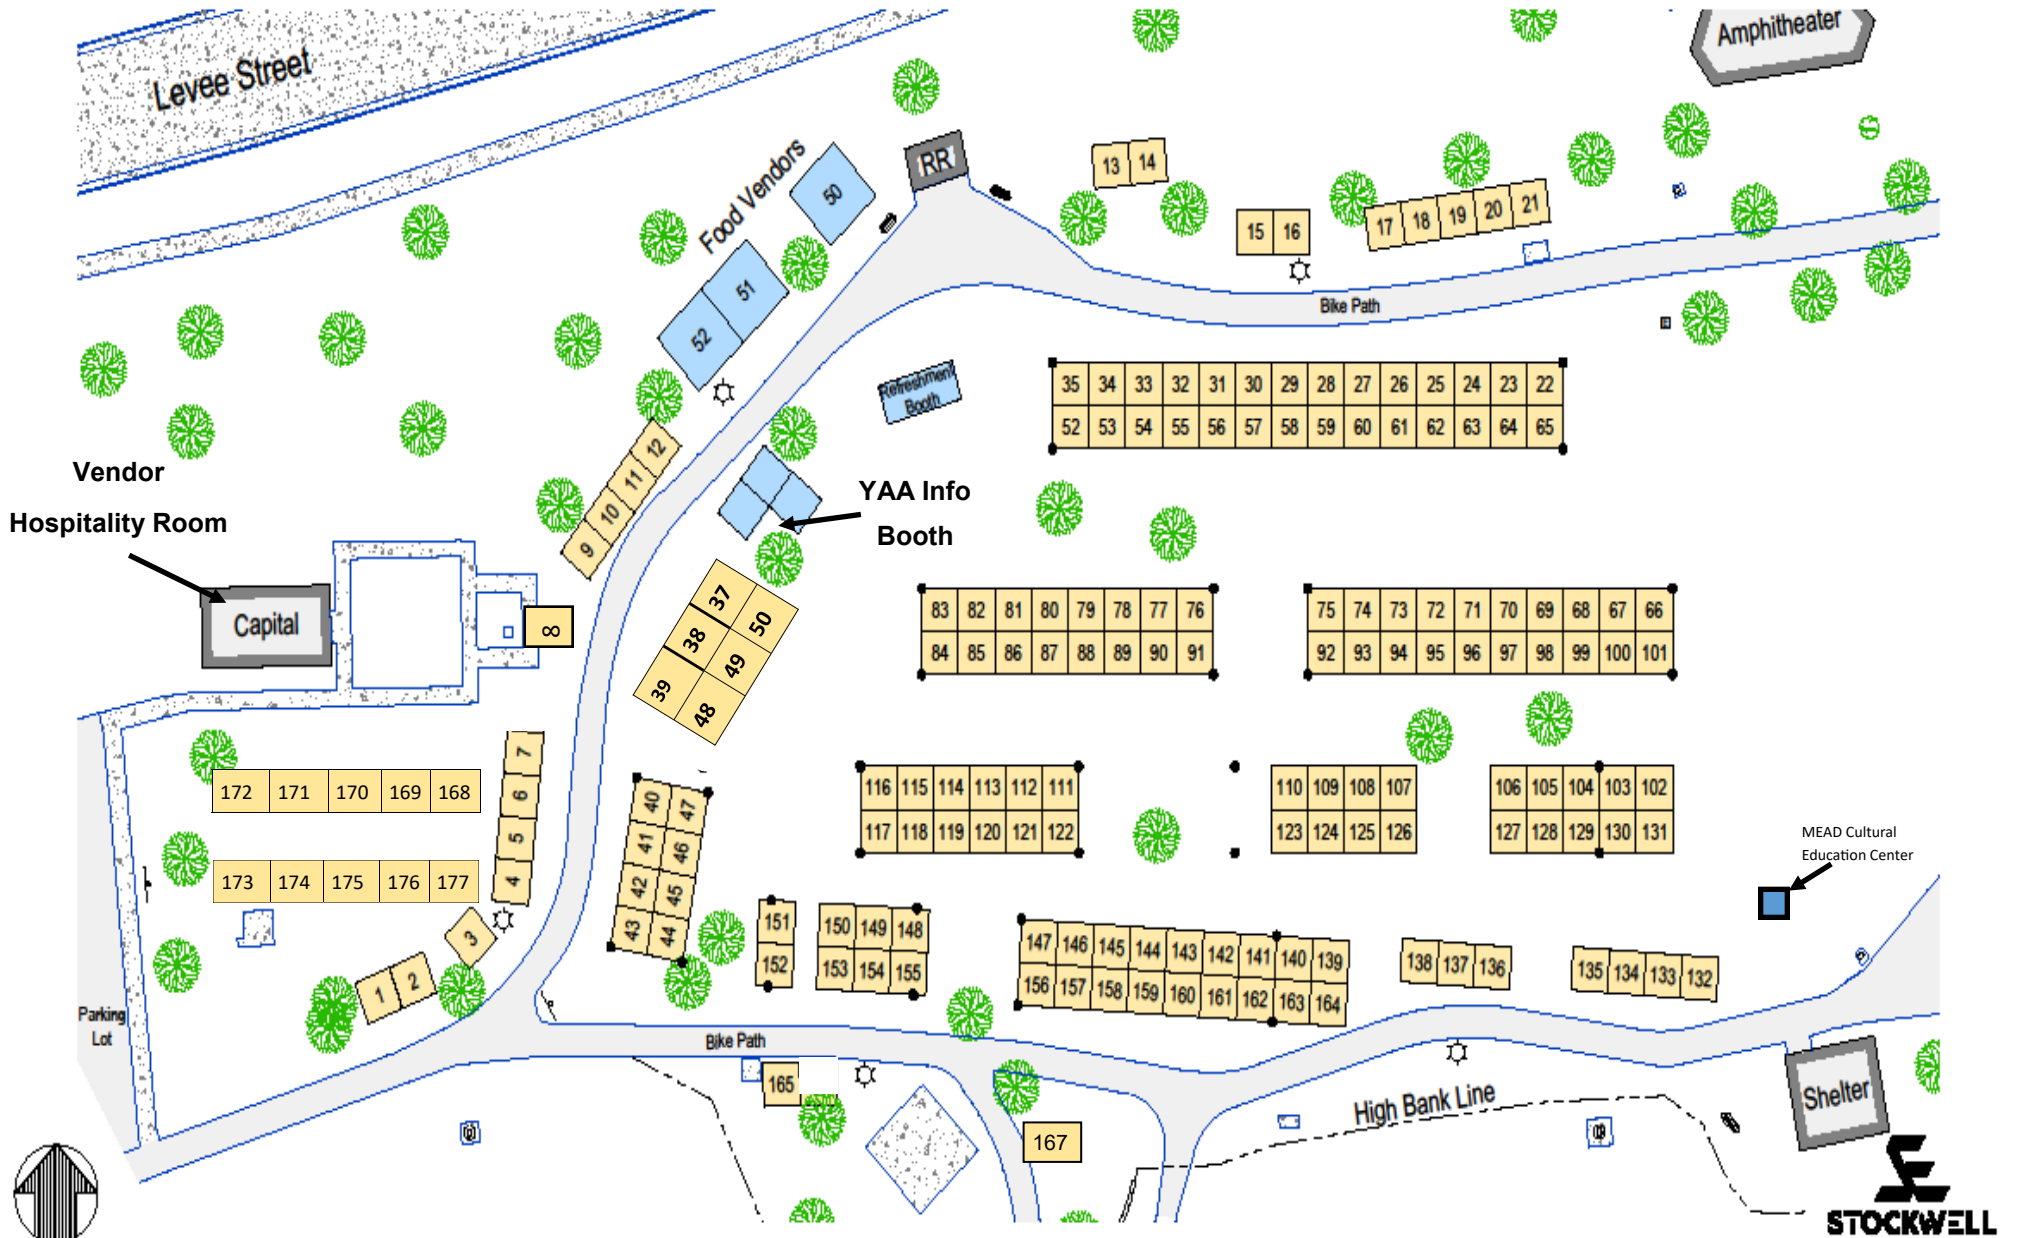 Levee Street
Amphitheater
Food Vendors
50
51
52
RR
13 14
15 16
17 18 19 20 21
Bike Path
Refreshment
Booth
35 34 33 32 31 30 29 28 27 26 25 24 23 22
52 53 54 55 56 57 58 59 60 61 62 63 64 65
9 10 11 12
Vendor
Hospitality Room
YAA Info
Booth
Capital
8
37 50
38 49
39 48
83 82 81 80 79 78 77 76
84 85 86 87 88 89 90 91
75 74 73 72 71 70 69 68 67 66
92 93 94 95 96 97 98 99 100 101
7
6
5
4
3
1 2
172 171 170 169 168
173 174 175 176 177
40 47
41 46
42 45
43 44
116 115 114 113 112 111
117 118 119 120 121 122
110 109 108 107
123 124 125 126
106 105 104 103 102
127 128 129 130 131
MEAD Cultural
Education Center
151
152
150 149 148
153 154 155
147 146 145 144 143 142 141 140 139
156 157 158 159 160 161 162 163 164
138 137 136
135 134 133 132
Parking
Lot
Bike Path
165
167
High Bank Line
Shelter
STOCKWELL